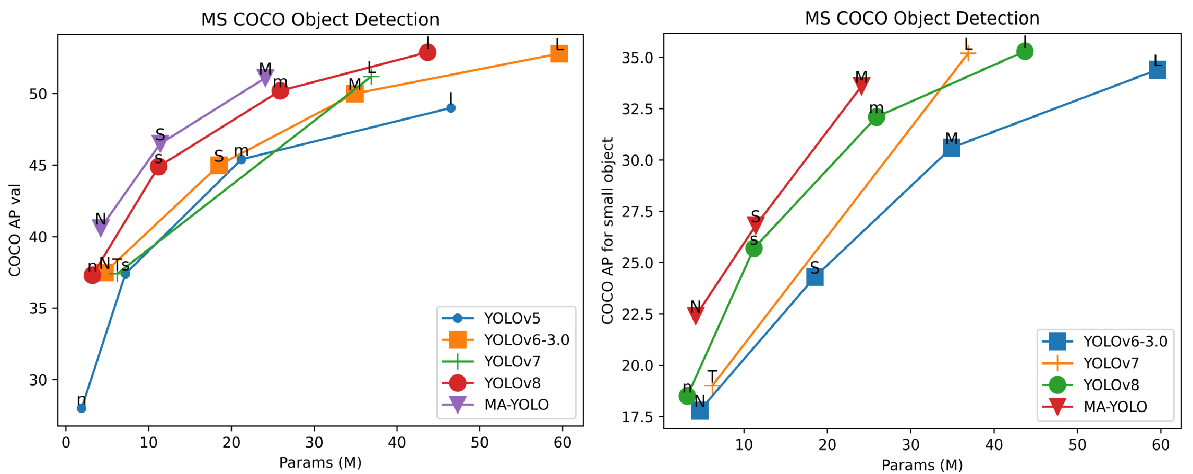 MS COCO Object Detection
COCO AP val
50
45
40
35
30
n
s
m
l
N
S
M
L
T
L
n
s
m
l
N
S
M
YOLOv5
YOLOv6-3.0
YOLOv7
YOLOv8
MA-YOLO
0 10 20 30 40 50 60
Params (M)
MS COCO Object Detection
COCO AP for small object
35.0
32.5
30.0
27.5
25.0
22.5
20.0
17.5
N
S
M
L
T
L
n
s
m
l
N
S
M
YOLOv6-3.0
YOLOv7
YOLOv8
MA-YOLO
10 20 30 40 50 60
Params (M)